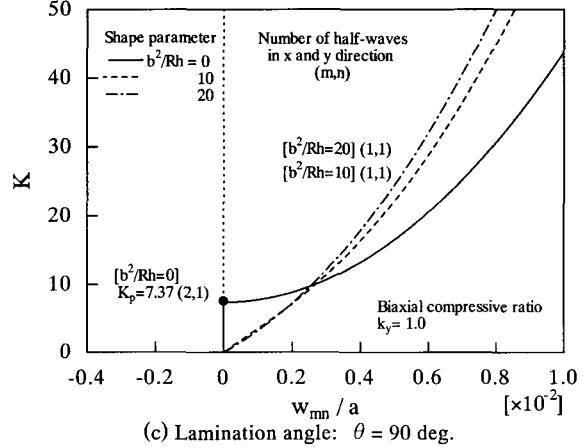 50
40
30
20
10
0
K
Shape parameter
b²/Rh = 0
10
20
Number of half-waves
in x and y direction
(m,n)
[b²/Rh=20] (1,1)
[b²/Rh=10] (1,1)
[b²/Rh=0]
Kp=7.37 (2,1)
Biaxial compressive ratio
ky= 1.0
-0.4 -0.2 0 0.2 0.4 0.6 0.8 1.0
wmn / a [×10⁻²]
(c) Lamination angle: θ = 90 deg.